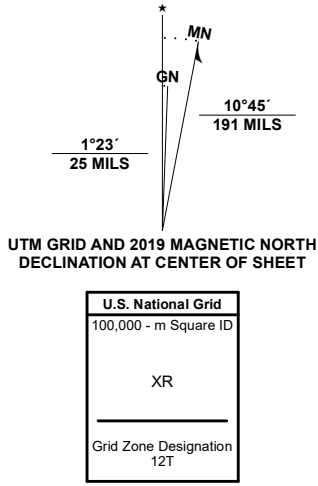 ★
MN
GN
10°45´
191 MILS
1°23´
25 MILS
UTM GRID AND 2019 MAGNETIC NORTH
DECLINATION AT CENTER OF SHEET
U.S. National Grid
100,000 - m Square ID
XR
Grid Zone Designation
12T